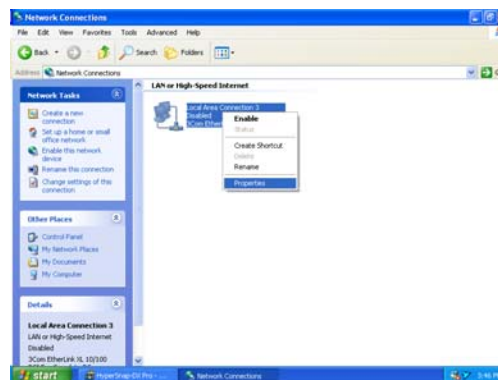 Network Connections
File Edit View Favorites Tools Advanced Help
Back Search Folders
Address Network Connections
Network Tasks
Create a new connection
Set up a home or small office network
Enable this network device
Rename this connection
Change settings of this connection
Other Places
Control Panel
My Network Places
My Documents
My Computer
Details
Local Area Connection 3
LAN or High-Speed Internet
Disabled
3Com EtherLink XL 10/100
LAN or High-Speed Internet
Local Area Connection 3
Disabled
3Com
Enable
Status
Create Shortcut
Delete
Rename
Properties
start
HyperSnap-DX Pro - ...
Network Connections